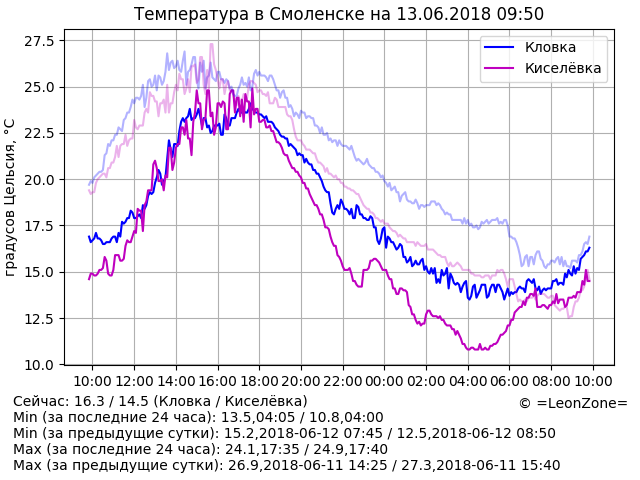 Температура в Смоленске на 13.06.2018 09:50
Кловка
Киселёвка
градусов Цельсия, °C
27.5
25.0
22.5
20.0
17.5
15.0
12.5
10.0
10:00 12:00 14:00 16:00 18:00 20:00 22:00 00:00 02:00 04:00 06:00 08:00 10:00
Сейчас: 16.3 / 14.5 (Кловка / Киселёвка)
© =LeonZone=
Min (за последние 24 часа): 13.5,04:05 / 10.8,04:00
Min (за предыдущие сутки): 15.2,2018-06-12 07:45 / 12.5,2018-06-12 08:50
Max (за последние 24 часа): 24.1,17:35 / 24.9,17:40
Max (за предыдущие сутки): 26.9,2018-06-11 14:25 / 27.3,2018-06-11 15:40